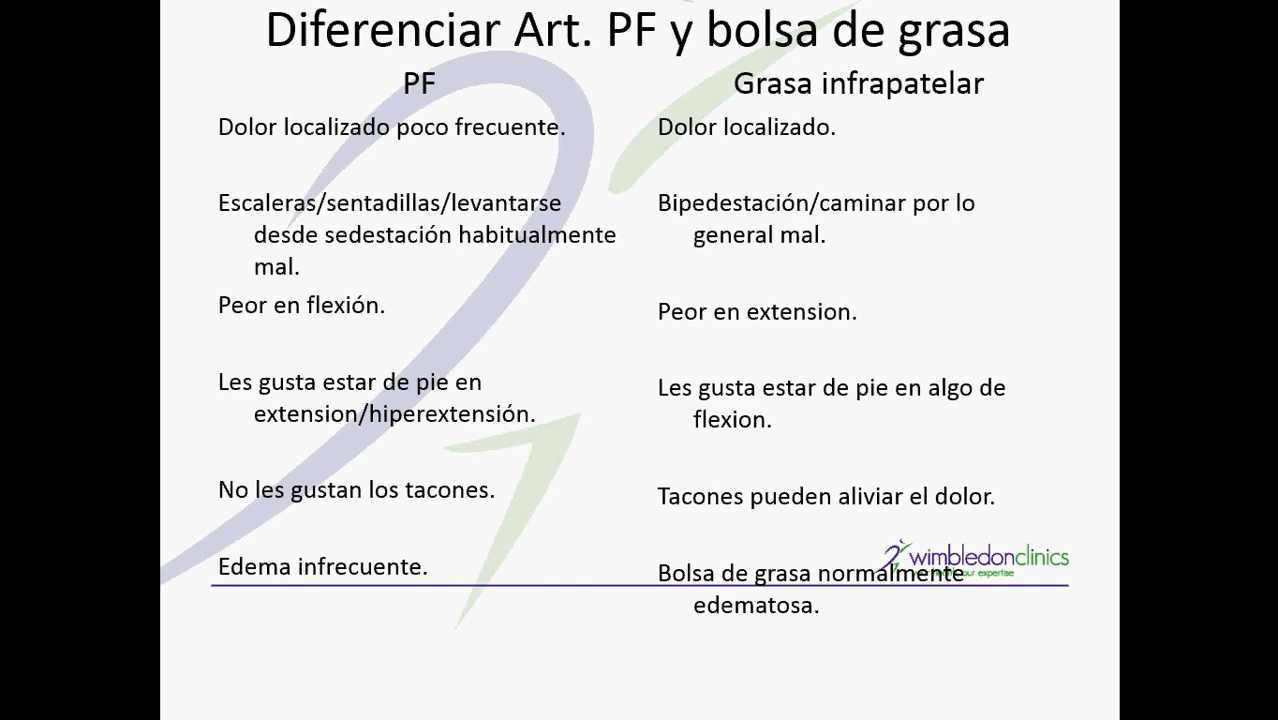 Diferenciar Art. PF y bolsa de grasa
PF
Dolor localizado poco frecuente.
Escaleras/sentadillas/levantarse
desde sedestación habitualmente
mal.
Peor en flexión.
Les gusta estar de pie en
extension/hiperextensión.
No les gustan los tacones.
Edema infrecuente.
Grasa infrapatelar
Dolor localizado.
Bipedestación/caminar por lo
general mal.
Peor en extension.
Les gusta estar de pie en algo de
flexion.
Tacones pueden aliviar el dolor.
Bolsa de grasa normalmente
edematosa.
wimbledonclinics
our expertise